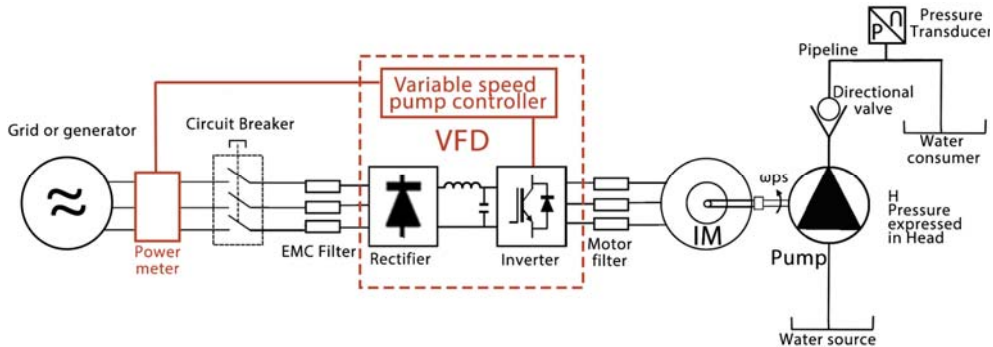 Grid or generator
Power
meter
Circuit Breaker
EMC Filter
Variable speed
pump controller
VFD
Rectifier
Inverter
Motor
filter
IM
ωps
Pump
H
Pressure
expressed
in Head
Water source
Directional
valve
Pipeline
P
Pressure
Transducer
Water
consumer